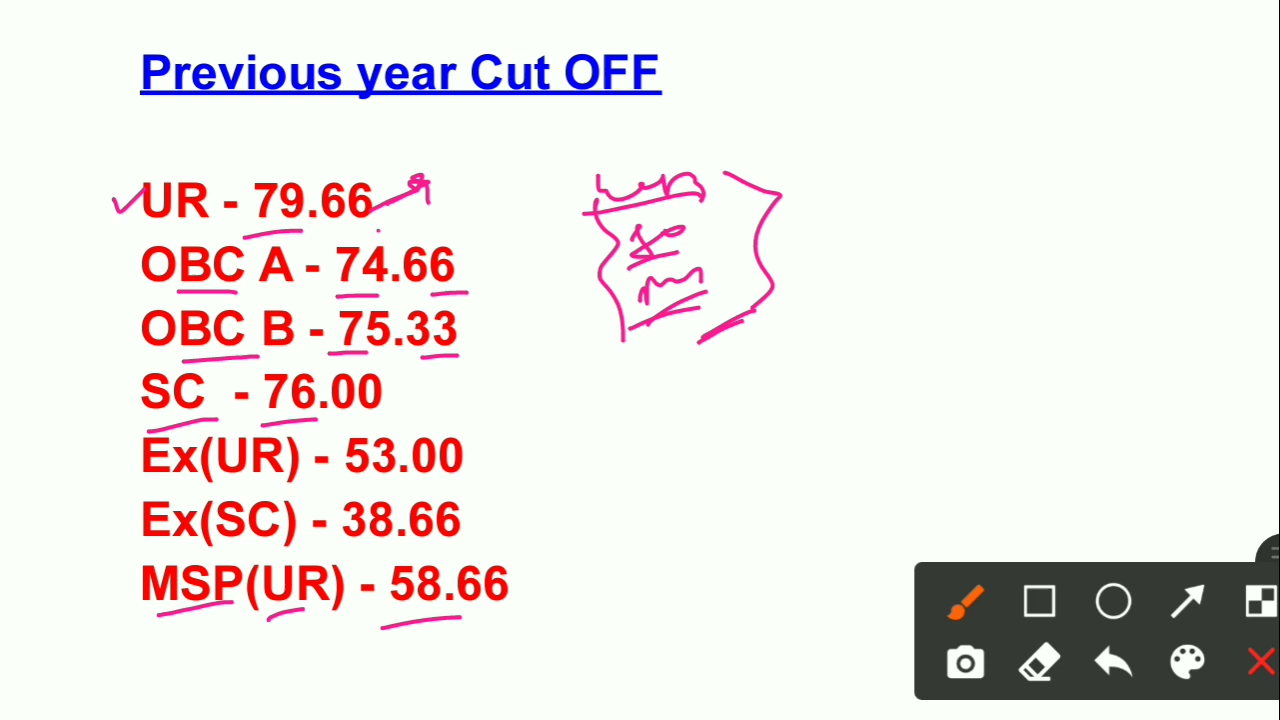 Previous year Cut OFF
UR - 79.66
OBC A - 74.66
OBC B - 75.33
SC - 76.00
Ex(UR) - 53.00
Ex(SC) - 38.66
MSP(UR) - 58.66